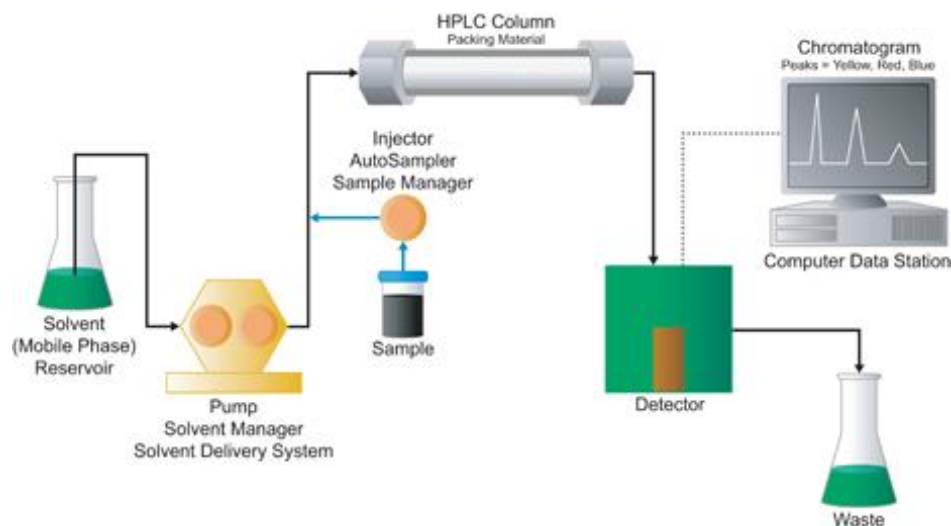 HPLC Column
Packing Material
Chromatogram
Peaks = Yellow, Red, Blue
Injector
AutoSampler
Sample Manager
Computer Data Station
Solvent
(Mobile Phase)
Reservoir
Sample
Pump
Solvent Manager
Solvent Delivery System
Detector
Waste